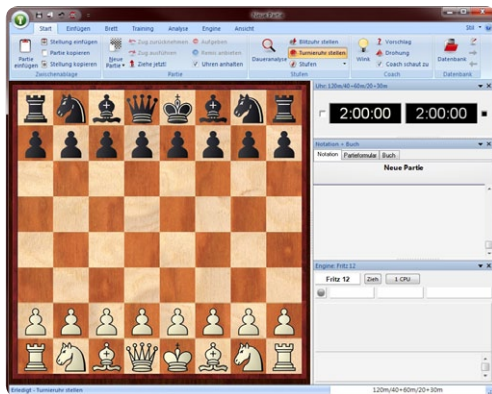 Neue Partie
Start Einfügen Brett Training Analyse Engine Ansicht Stil
Partie einfügen
Stellung einfügen
Partie kopieren
Stellung kopieren
Zwischenablage
Neue Partie
Zug zurücknehmen
Zug ausführen
Ziehe jetzt!
Aufgeben
Remis anbieten
Uhren anhalten
Partie
Daueranalyse
Blitzuhr stellen
Turnieruhr stellen
Stufen
Stufen
Wink
Vorschlag
Drohung
Coach schaut zu
Coach
Datenbank
Datenbank
Uhr: 120m/40+60m/20+30m
2:00:00 2:00:00
Notation + Buch
Notation Partieformular Buch
Neue Partie
Engine: Fritz 12
Fritz 12 Zieh 1 CPU
Erledigt - Turnieruhr stellen 120m/40+60m/20+30m